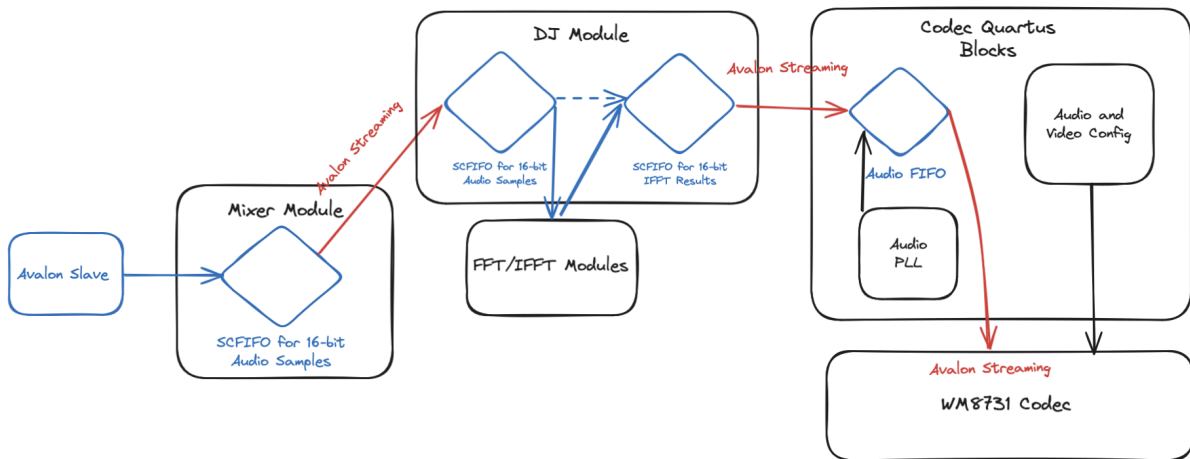 DJ Module
Codec Quartus
Blocks
Avalon Streaming
Audio and
Video Config
Avalon Streaming
SCFIFO for 16-bit
Audio Samples
SCFIFO for 16-bit
IFFT Results
Audio FIFO
Mixer Module
Avalon Slave
FFT/IFFT Modules
Audio
PLL
SCFIFO for 16-bit
Audio Samples
Avalon Streaming
WM8731 Codec